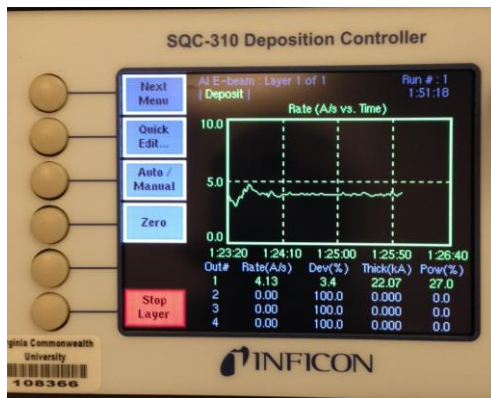 SQC-310 Deposition Controller
Next Menu
Al E-beam : Layer 1 of 1 Run # : 1
| Deposit | 1:51:18
Rate (A/s vs. Time)
Quick Edit...
Auto / Manual
Zero
10.0
5.0
0.0
1:23:20 1:24:10 1:25:00 1:25:50 1:26:40
Out# Rate(A/s) Dev(%) Thick(kA) Pow(%)
1 4.13 3.4 22.07 27.0
2 0.00 100.0 0.000 0.0
3 0.00 100.0 0.000 0.0
4 0.00 100.0 0.000 0.0
Stop Layer
Commonwealth
University
108366
INFICON